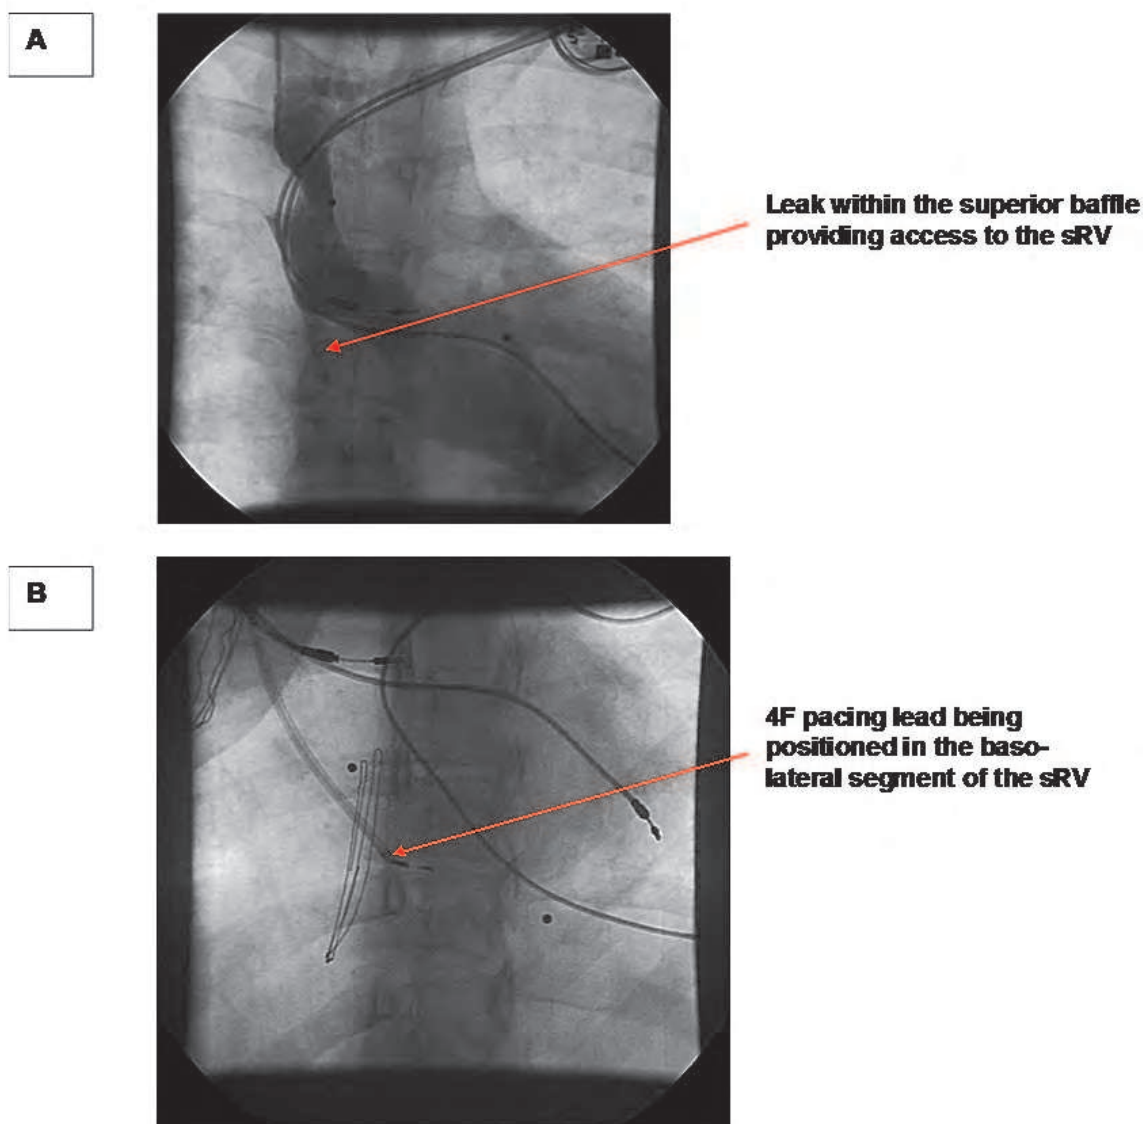 A
Leak within the superior baffle
providing access to the sRV
B
4F pacing lead being
positioned in the baso-
lateral segment of the sRV